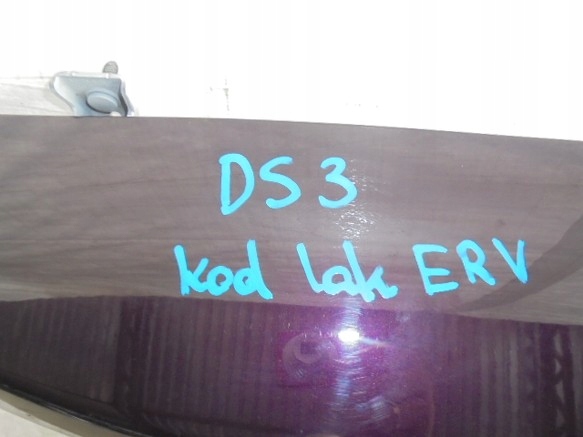 DS3
kod lak ERV